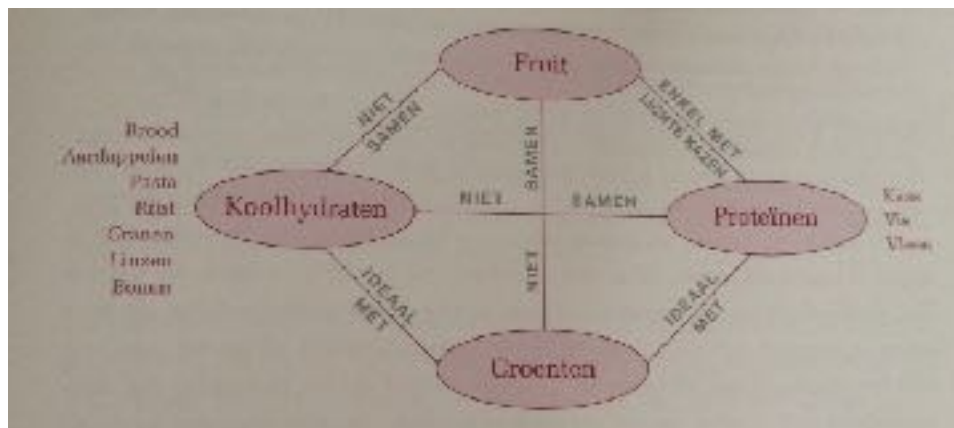 Fruit
NIET
SAMEN
ENKEL MET
LICHTE KAZEN
Brood
Aardappelen
Pasta
Rijst
Granen
Linzen
Bonen
Koolhydraten
NIET SAMEN
NIET SAMEN
Proteïnen
Kaas
Vis
Vlees
IDEAAL
MET
IDEAAL
MET
Groenten